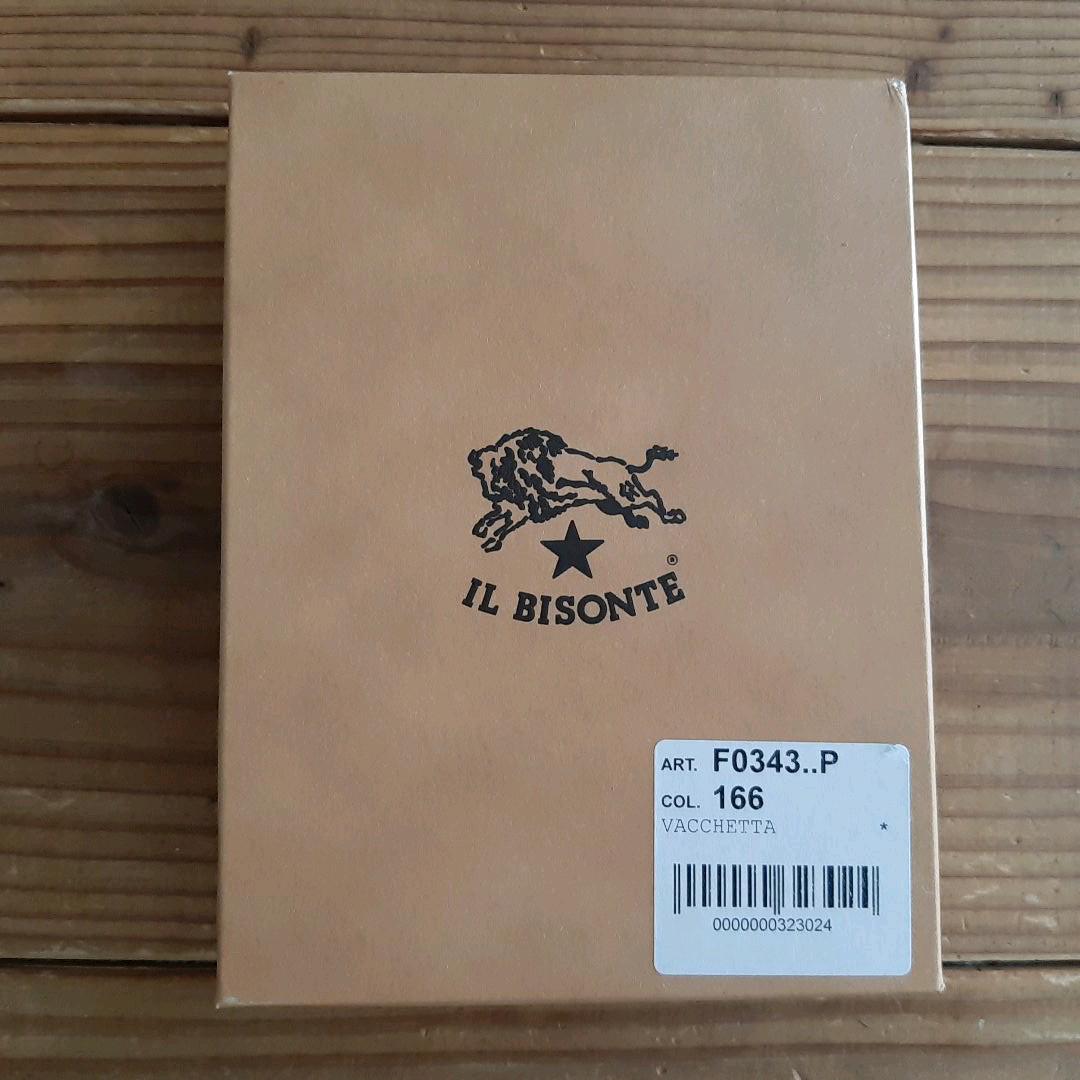 IL BISONTE®
ART. F0343..P
COL. 166
VACCHETTA *
0000000323024